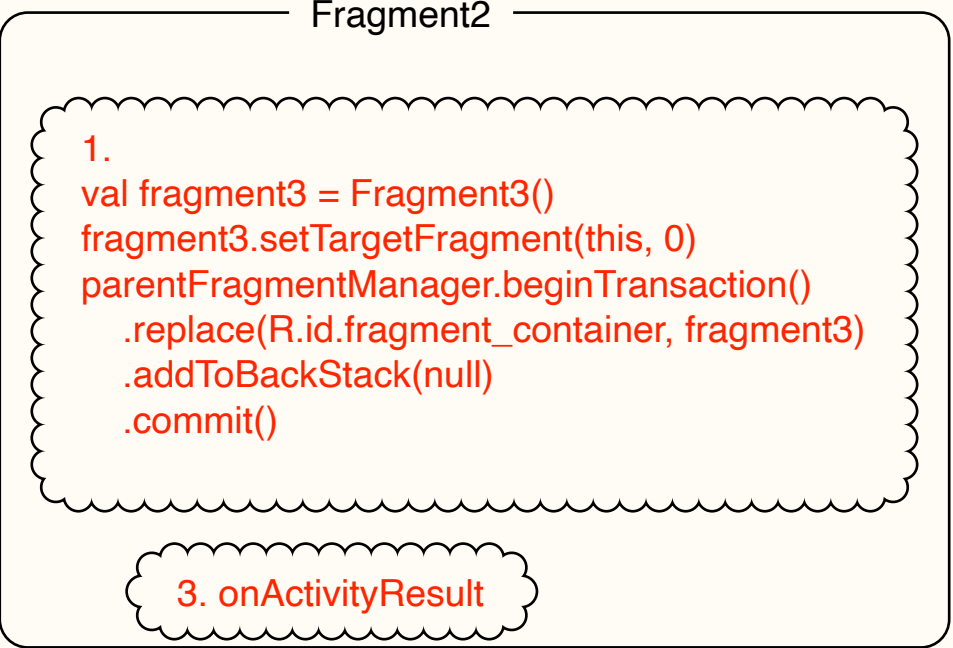 Fragment2
1.
val fragment3 = Fragment3()
fragment3.setTargetFragment(this, 0)
parentFragmentManager.beginTransaction()
.replace(R.id.fragment_container, fragment3)
.addToBackStack(null)
.commit()
3. onActivityResult